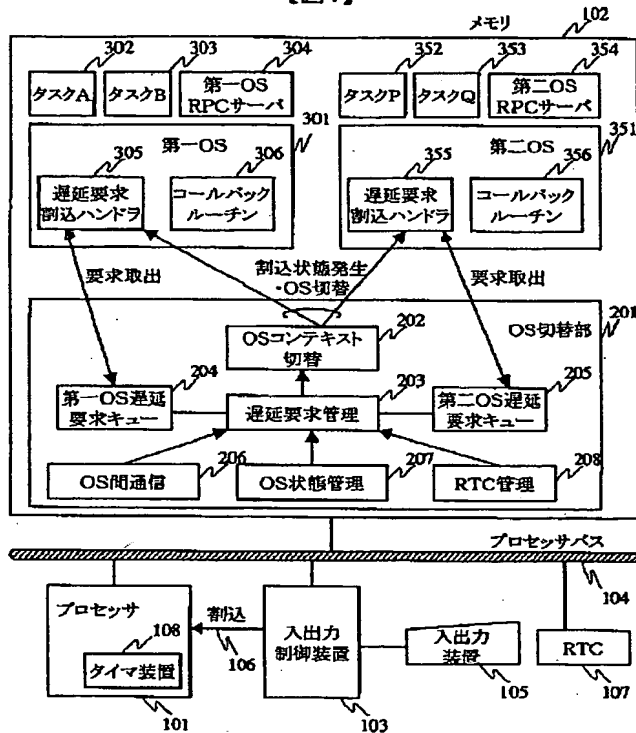 メモリ
102
302
303
304
352
353
354
タスクA
タスクB
第一OS
RPCサーバ
タスクP
タスクQ
第二OS
RPCサーバ
301
351
第一OS
第二OS
305
306
355
356
遅延要求
割込ハンドラ
コールバック
ルーチン
遅延要求
割込ハンドラ
コールバック
ルーチン
要求取出
割込状態発生
・OS切替
要求取出
201
OS切替部
202
OSコンテキスト
切替
204
203
205
第一OS遅延
要求キュー
遅延要求管理
第二OS遅延
要求キュー
206
207
208
OS間通信
OS状態管理
RTC管理
プロセッサバス
104
プロセッサ
割込
106
入出力
制御装置
入出力
装置
RTC
108
タイマ装置
105
107
101
103